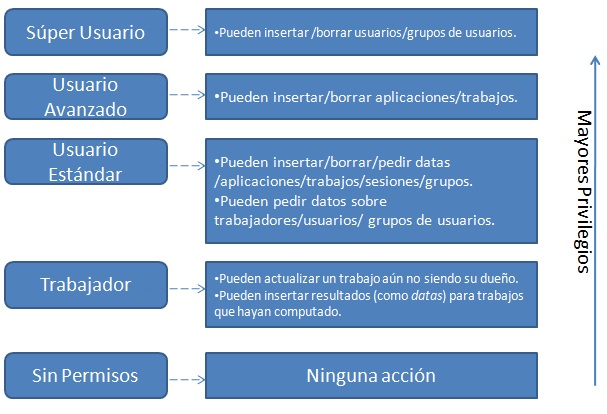 Súper Usuario
•Pueden insertar /borrar usuarios/grupos de usuarios.
Usuario
Avanzado
•Pueden insertar/borrar aplicaciones/trabajos.
Usuario
Estándar
•Pueden insertar/borrar/pedir datas
/aplicaciones/trabajos/sesiones/grupos.
•Pueden pedir datos sobre
trabajadores/usuarios/ grupos de usuarios.
Trabajador
•Pueden actualizar un trabajo aún no siendo su dueño.
•Pueden insertar resultados (como datas) para trabajos
que hayan computado.
Sin Permisos
Ninguna acción
Mayores Privilegios